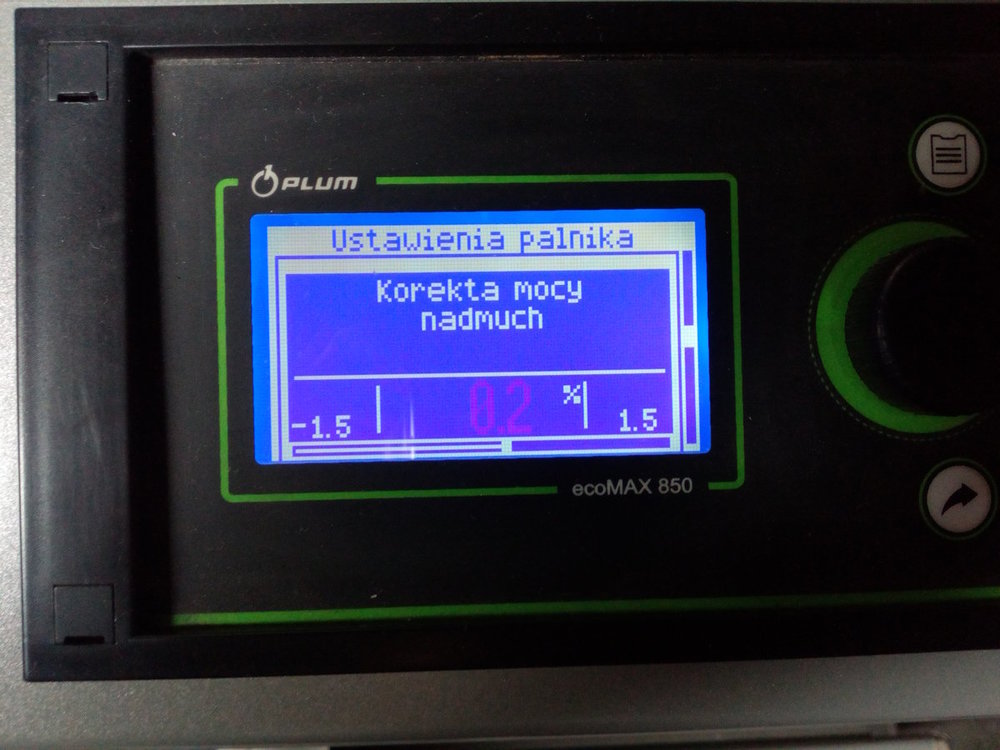 PLUM
Ustawienia palnika
Korekta mocy
nadmuch
-1.5 0.2 % 1.5
ecoMAX 850